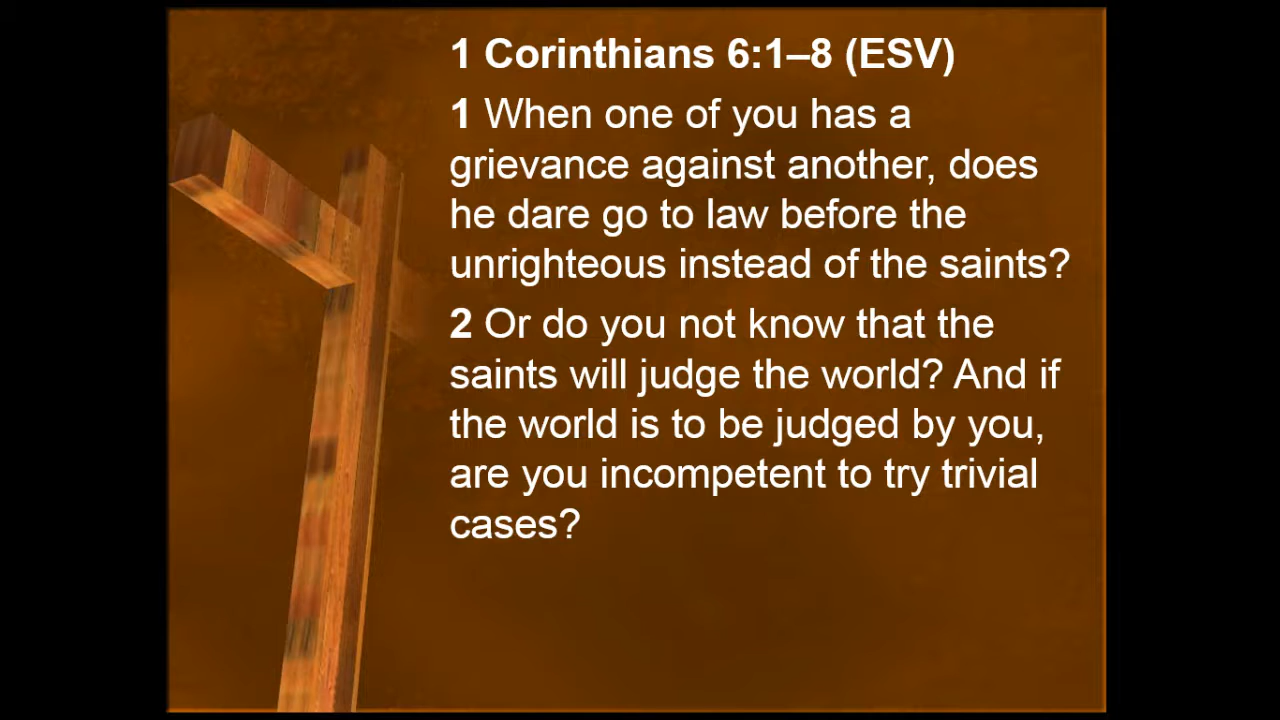 1 Corinthians 6:1–8 (ESV)
1 When one of you has a
grievance against another, does
he dare go to law before the
unrighteous instead of the saints?
2 Or do you not know that the
saints will judge the world? And if
the world is to be judged by you,
are you incompetent to try trivial
cases?